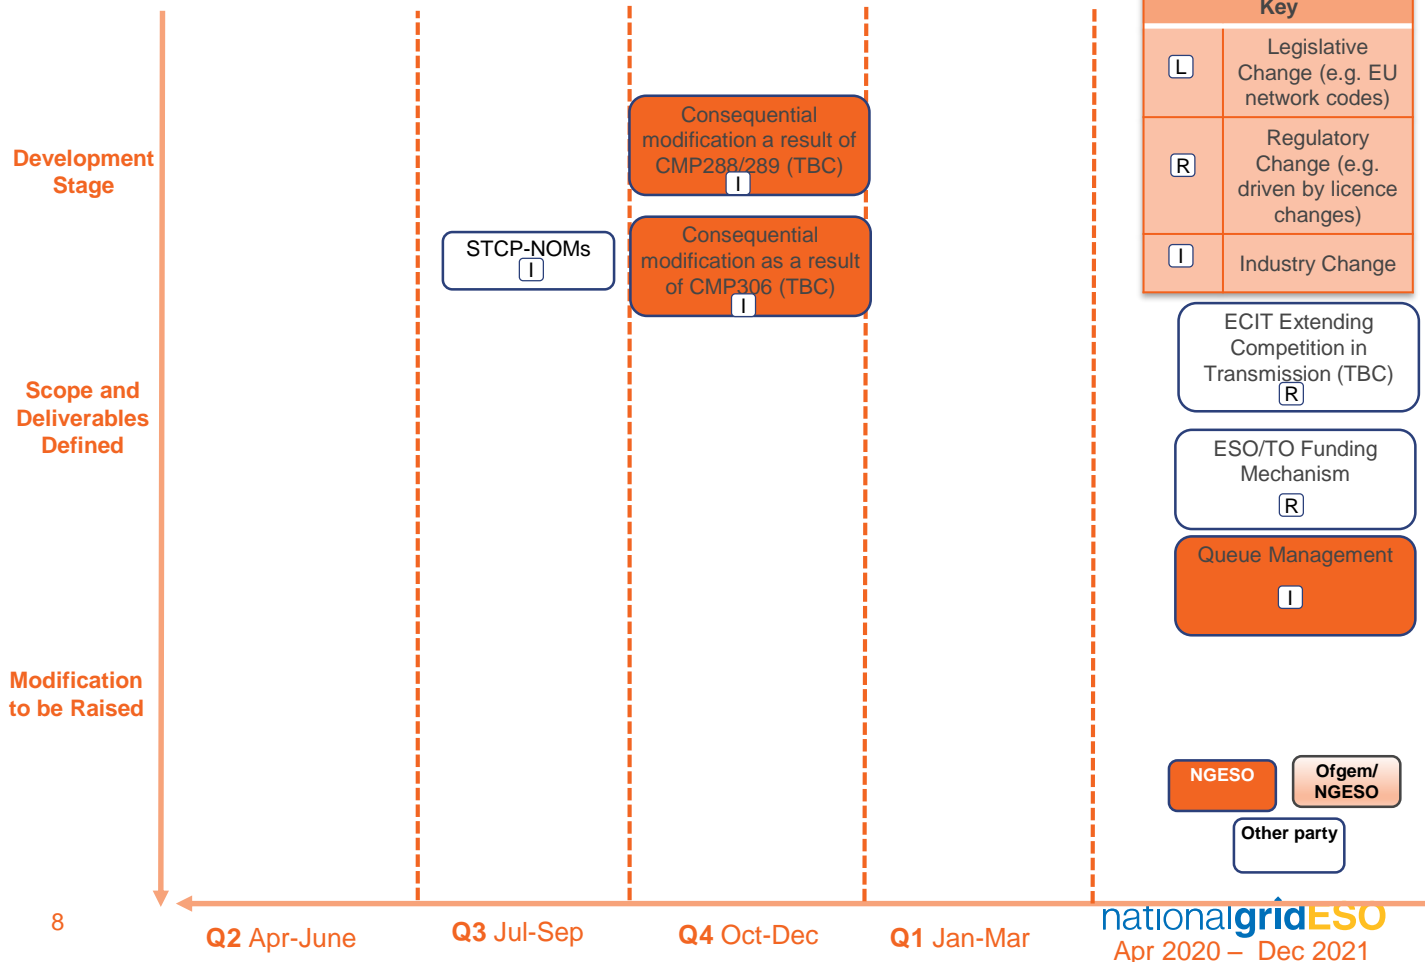 Key
L
Legislative
Change (e.g. EU
network codes)
R
Regulatory
Change (e.g.
driven by licence
changes)
I
Industry Change
Development
Stage
Consequential
modification a result of
CMP288/289 (TBC)
I
STCP-NOMs
I
Consequential
modification as a result
of CMP306 (TBC)
I
ECIT Extending
Competition in
Transmission (TBC)
R
Scope and
Deliverables
Defined
ESO/TO Funding
Mechanism
R
Queue Management
I
Modification
to be Raised
NGESO
Ofgem/
NGESO
Other party
8
Q2 Apr-June
Q3 Jul-Sep
Q4 Oct-Dec
Q1 Jan-Mar
nationalgridESO
Apr 2020 – Dec 2021